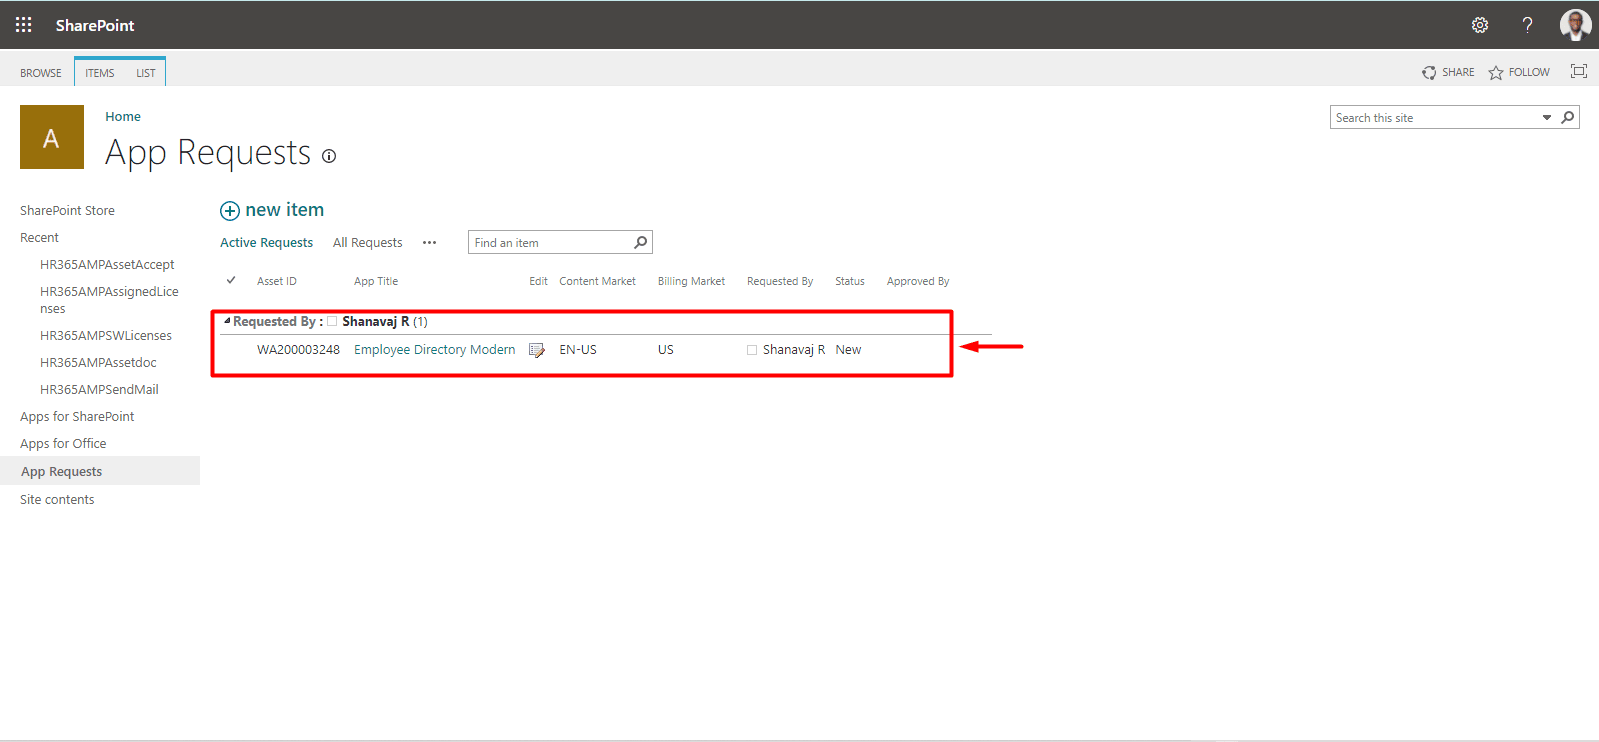 SharePoint
BROWSE ITEMS LIST SHARE FOLLOW
A
Home
Search this site
App Requests
SharePoint Store
Recent
HR365AMPAssetAccept
HR365AMPAssignedLice
nses
HR365AMPSWLicenses
HR365AMPAssetdoc
HR365AMPSendMail
Apps for SharePoint
Apps for Office
App Requests
Site contents
new item
Active Requests All Requests ••• Find an item
Asset ID App Title Edit Content Market Billing Market Requested By Status Approved By
Requested By : Shanavaj R (1)
WA200003248 Employee Directory Modern EN-US US Shanavaj R New